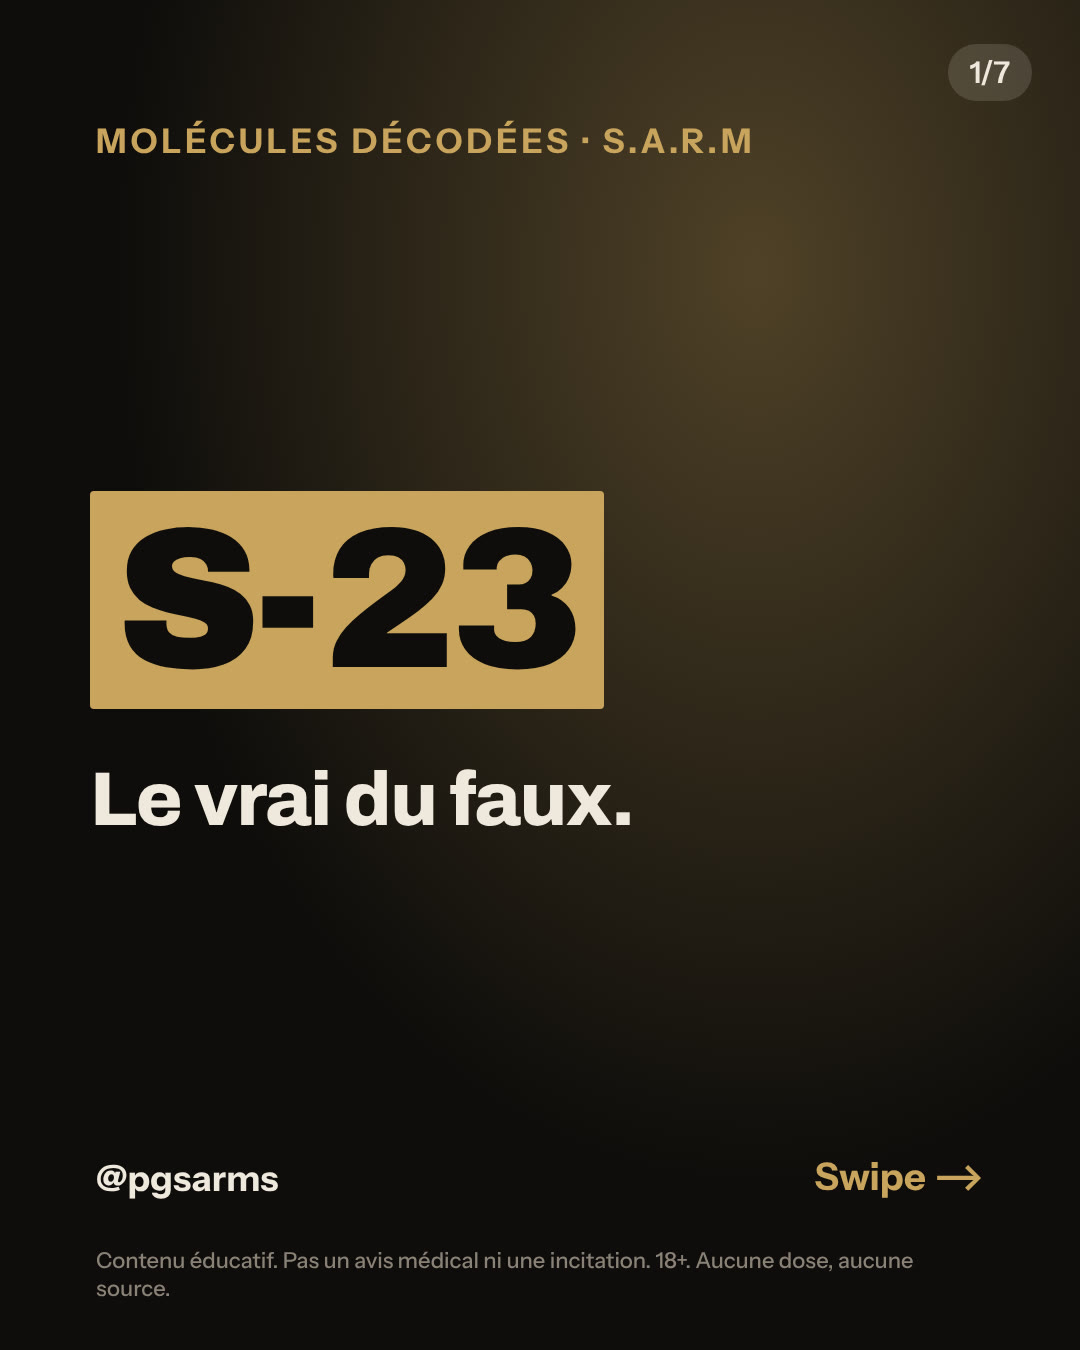 1/7
MOLÉCULES DÉCODÉES · S.A.R.M
S-23
Le vrai du faux.
@pgsarms
Swipe →
Contenu éducatif. Pas un avis médical ni une incitation. 18+. Aucune dose, aucune
source.